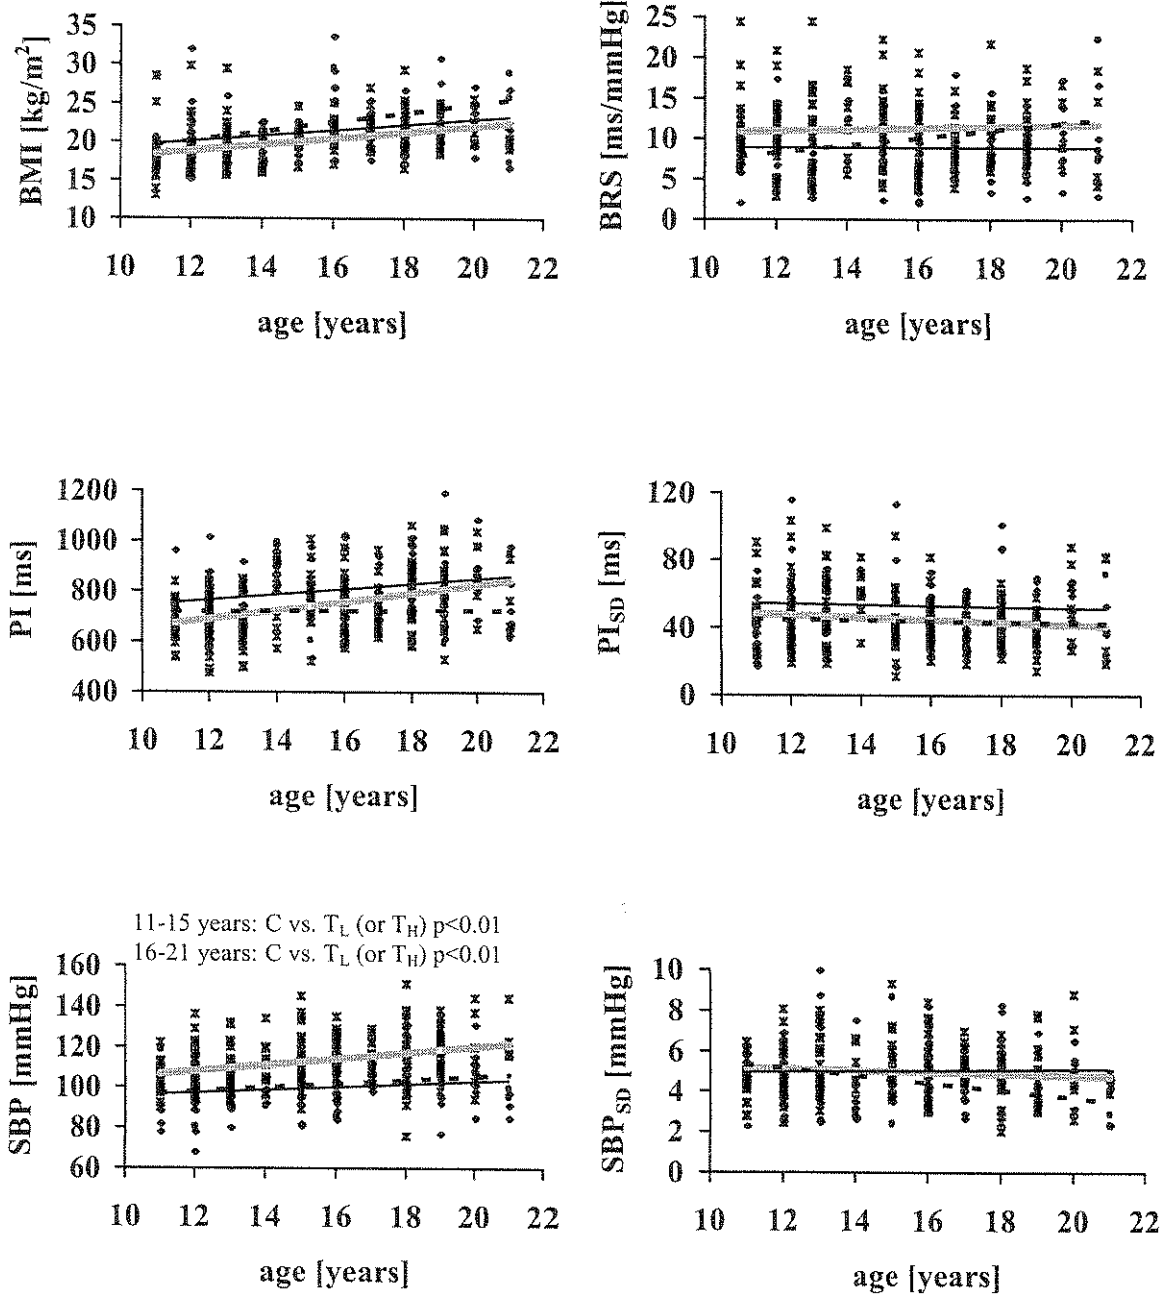 BMI [kg/m²]
35
30
25
20
15
10
10 12 14 16 18 20 22
age [years]
BRS [ms/mmHg]
25
20
15
10
5
0
10 12 14 16 18 20 22
age [years]
PI [ms]
1200
1000
800
600
400
10 12 14 16 18 20 22
age [years]
PI_SD [ms]
120
80
40
0
10 12 14 16 18 20 22
age [years]
11-15 years: C vs. T_L (or T_H) p<0.01
16-21 years: C vs. T_L (or T_H) p<0.01
SBP [mmHg]
160
140
120
100
80
60
10 12 14 16 18 20 22
age [years]
SBP_SD [mmHg]
10
8
6
4
2
0
10 12 14 16 18 20 22
age [years]